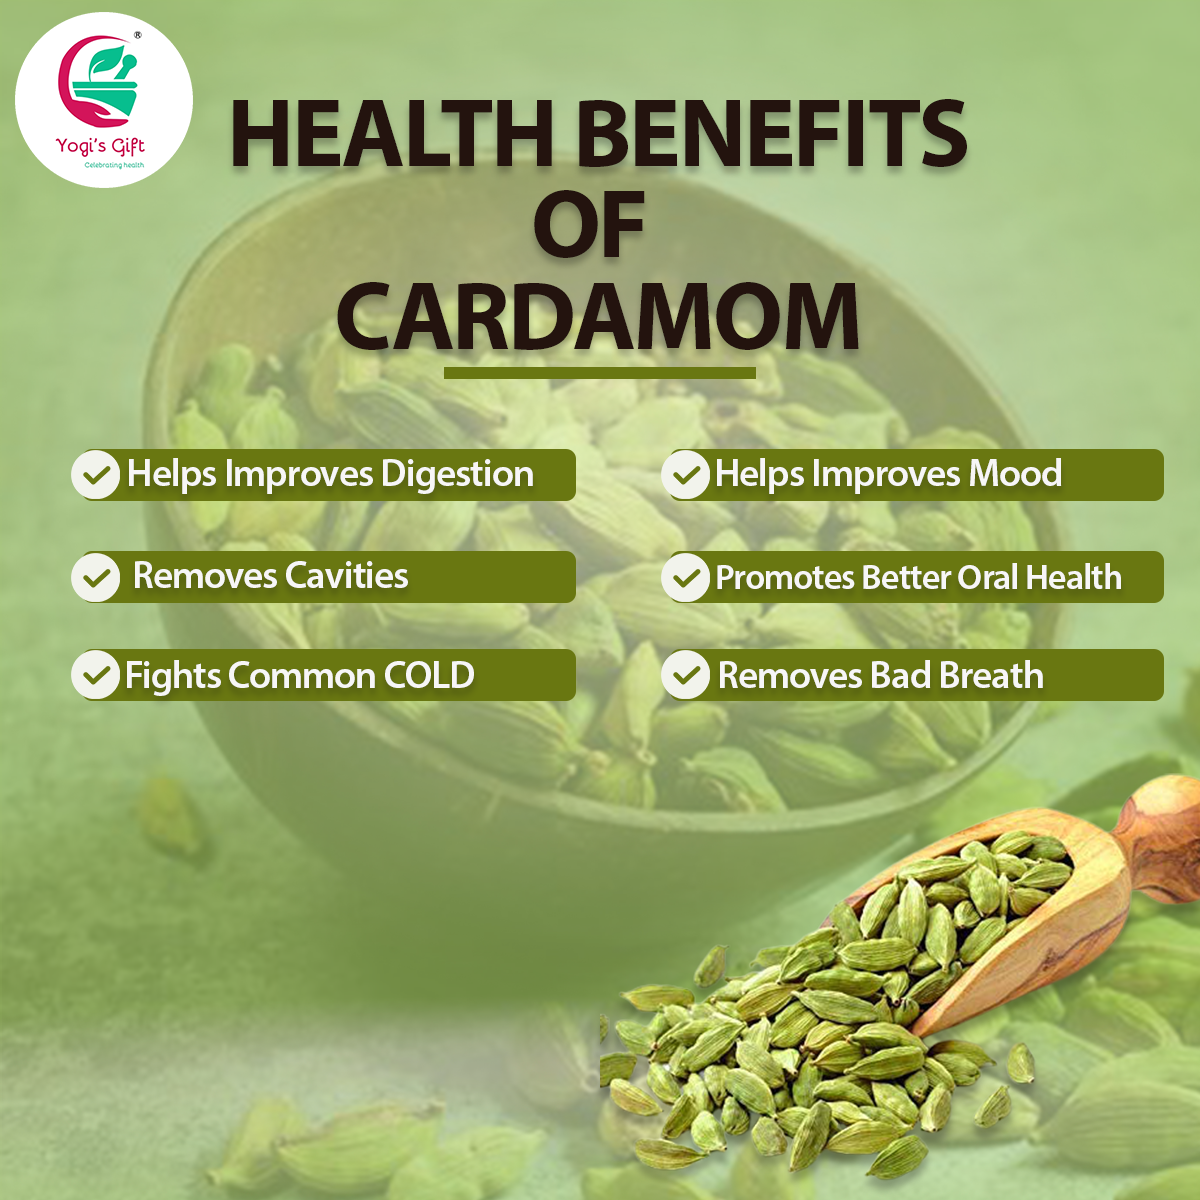 ®
Yogi's Gift
Celebrating health
HEALTH BENEFITS
OF
CARDAMOM
Helps Improves Digestion
Helps Improves Mood
Removes Cavities
Promotes Better Oral Health
Fights Common COLD
Removes Bad Breath